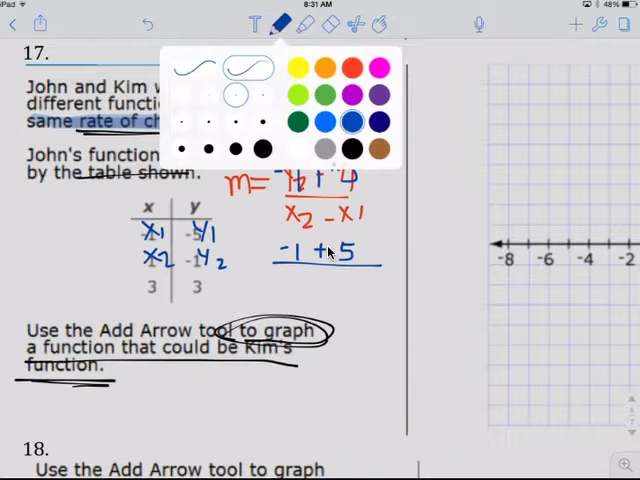 iPad
8:31 AM
48%
T
17.
John and Kim w
different functio
same rate of ch
John's function
by the table shown.
m= 
x2 - x1
x y
-1 -5 x1 y1
1 -1 x2 y2
3 3
-1 + 5
-8 -6 -4 -2
Use the Add Arrow tool to graph
a function that could be Kim's
function.
18.
Use the Add Arrow tool to graph